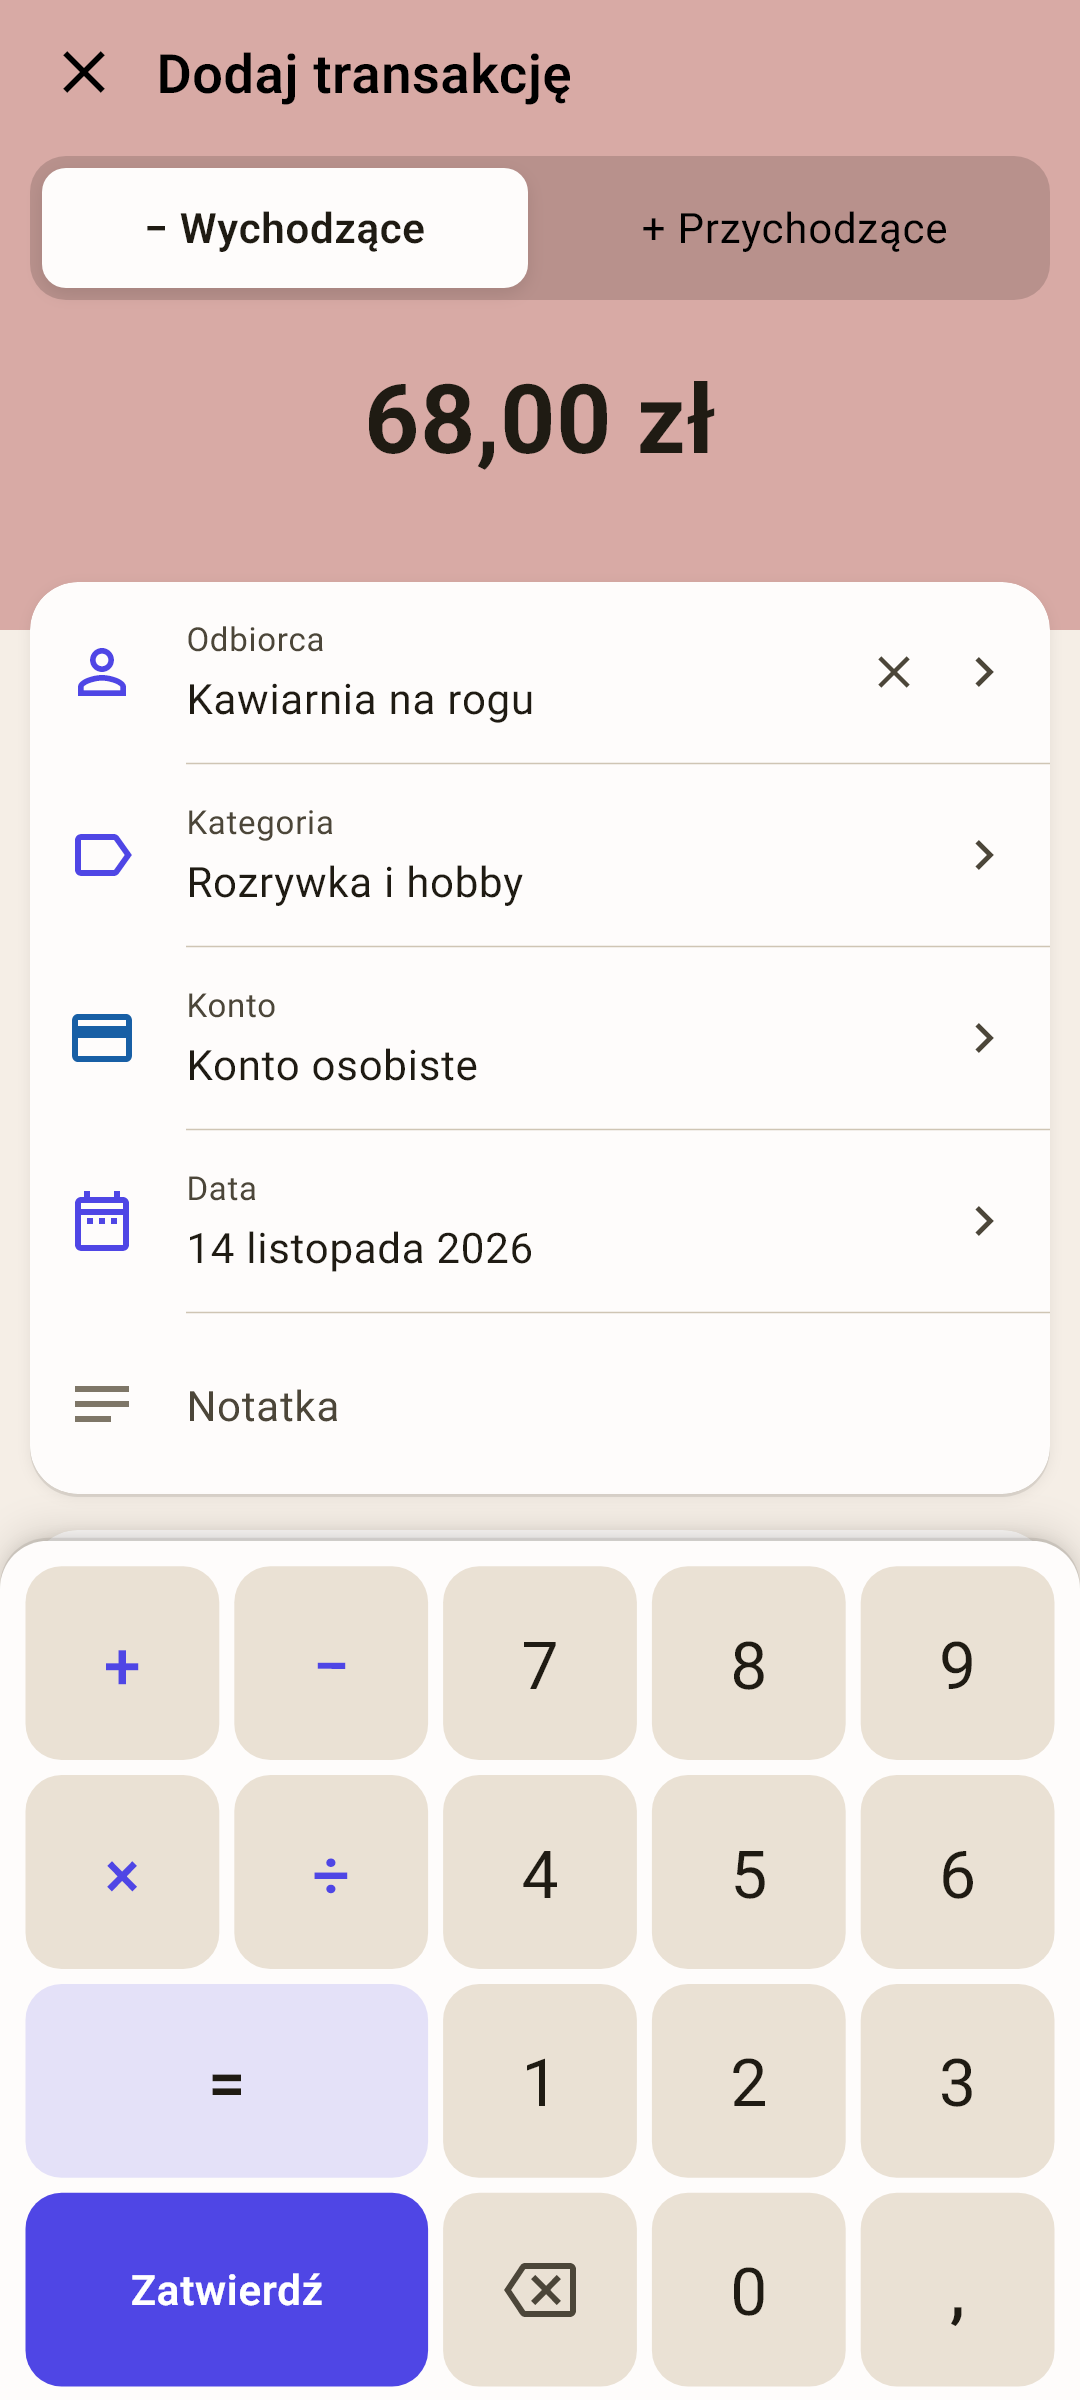 Dodaj transakcję
− Wychodzące
+ Przychodzące
68,00 zł
Odbiorca
Kawiarnia na rogu
Kategoria
Rozrywka i hobby
Konto
Konto osobiste
Data
14 listopada 2026
Notatka
+ − 7 8 9
× ÷ 4 5 6
= 1 2 3
Zatwierdź 0 ,